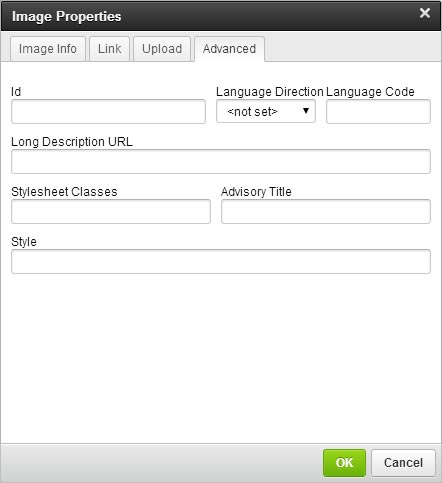 Image Properties
Image Info Link Upload Advanced
Id Language Direction Language Code
<not set>
Long Description URL
Stylesheet Classes Advisory Title
Style
OK Cancel